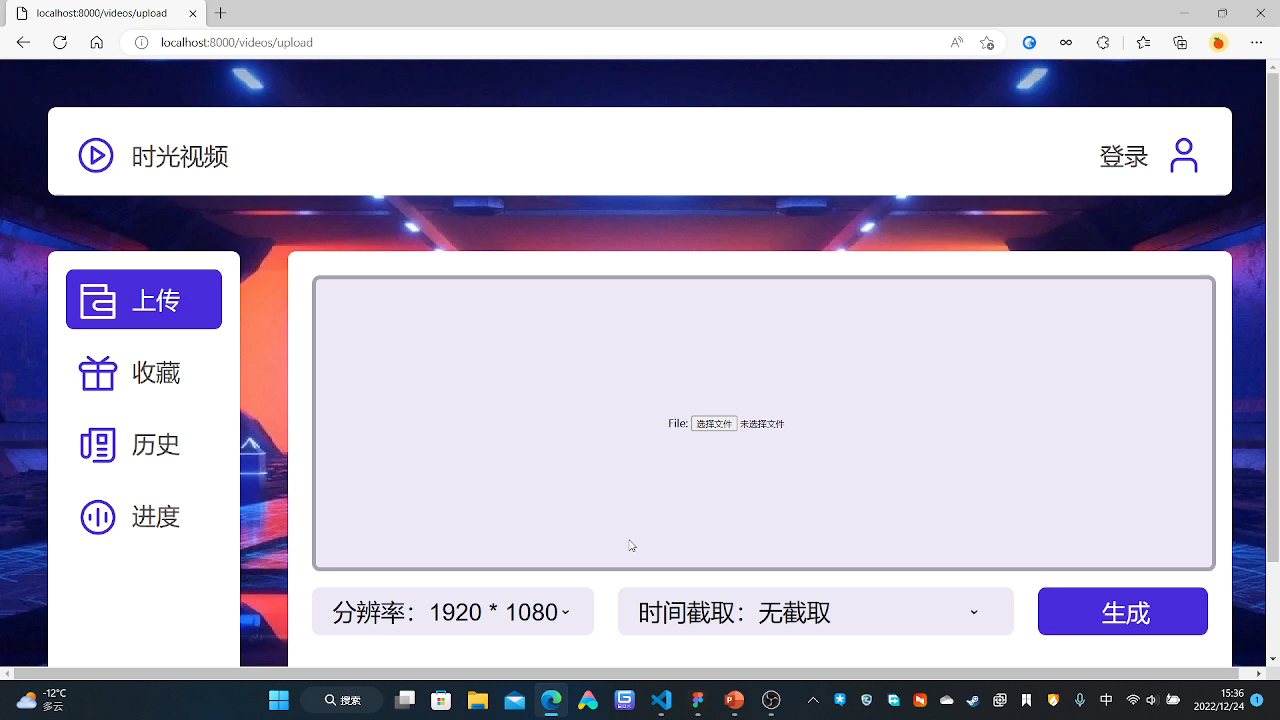 localhost:8000/videos/upload
localhost:8000/videos/upload
时光视频
登录
上传
收藏
历史
进度
File: 选择文件 未选择文件
分辨率：1920 * 1080
时间截取：无截取
生成
-12°C
多云
搜索
中
15:36
2022/12/24
1